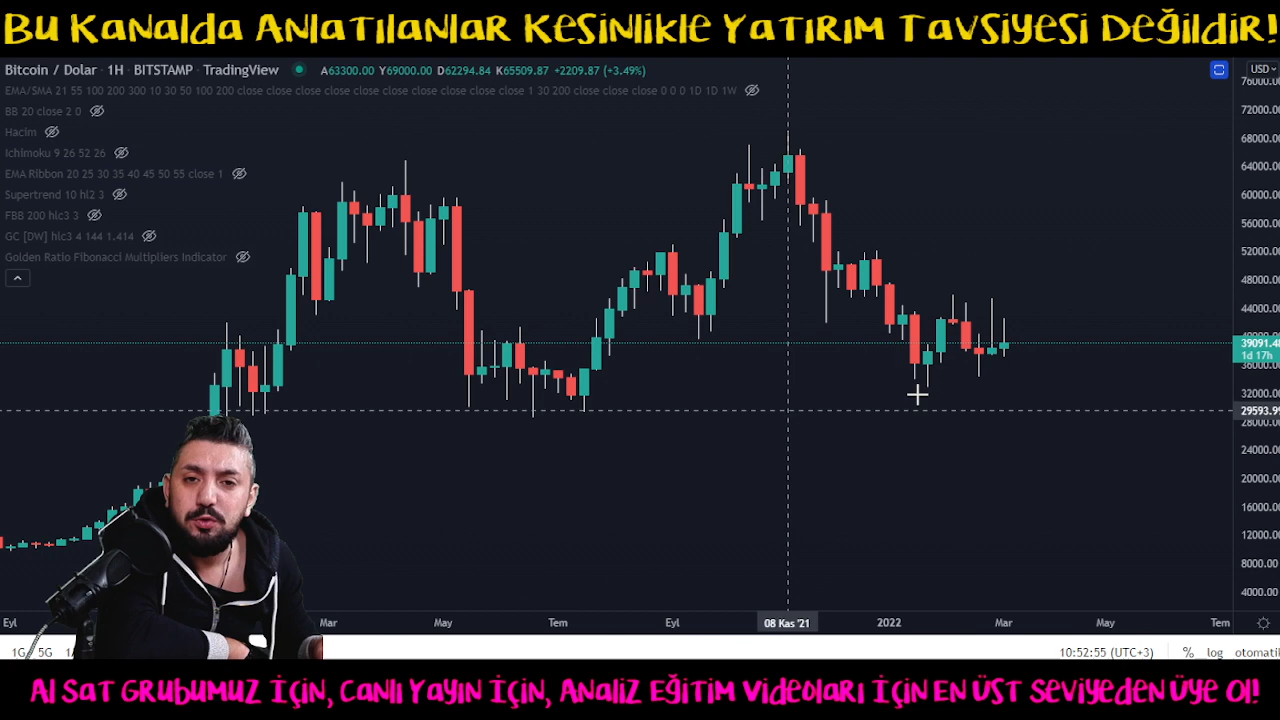 Bu Kanalda Anlatılanlar Kesinlikle Yatırım Tavsiyesi Değildir!
Bitcoin / Dolar · 1H · BITSTAMP · TradingView A63300.00 Y69000.00 D62294.84 K65509.87 +2209.87 (+3.49%) USD
EMA/SMA 21 55 100 200 300 10 30 50 100 200 close close close close close close close close close close 1 30 200 close close close 0 0 0 1D 1D 1W
BB 20 close 2 0
Hacim
Ichimoku 9 26 52 26
EMA Ribbon 20 25 30 35 40 45 50 55 close 1
Supertrend 10 hl2 3
FBB 200 hlc3 3
GC [DW] hlc3 4 144 1.414
Golden Ratio Fibonacci Multipliers Indicator
76000.00
72000.00
68000.00
64000.00
60000.00
56000.00
52000.00
48000.00
44000.00
39091.48
1d 17h
36000.00
32000.00
29593.99
28000.00
24000.00
20000.00
16000.00
12000.00
8000.00
4000.00
Eyl Mar May Tem Eyl 08 Kas '21 2022 Mar May Tem
1G 5G 10:52:55 (UTC+3) % log otomatik
Al Sat Grubumuz İçin, Canlı Yayın İçin, Analiz Eğitim Videoları İçin En Üst Seviyeden Üye Ol!